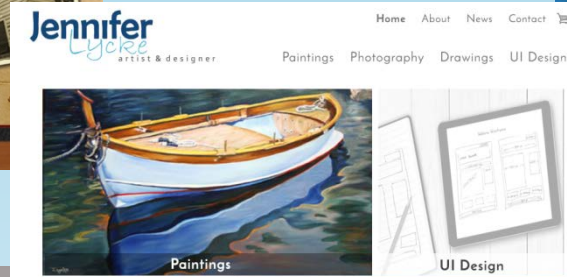 Jennifer
Lycke
artist & designer
Home About News Contact
Paintings Photography Drawings UI Design
Paintings
UI Design